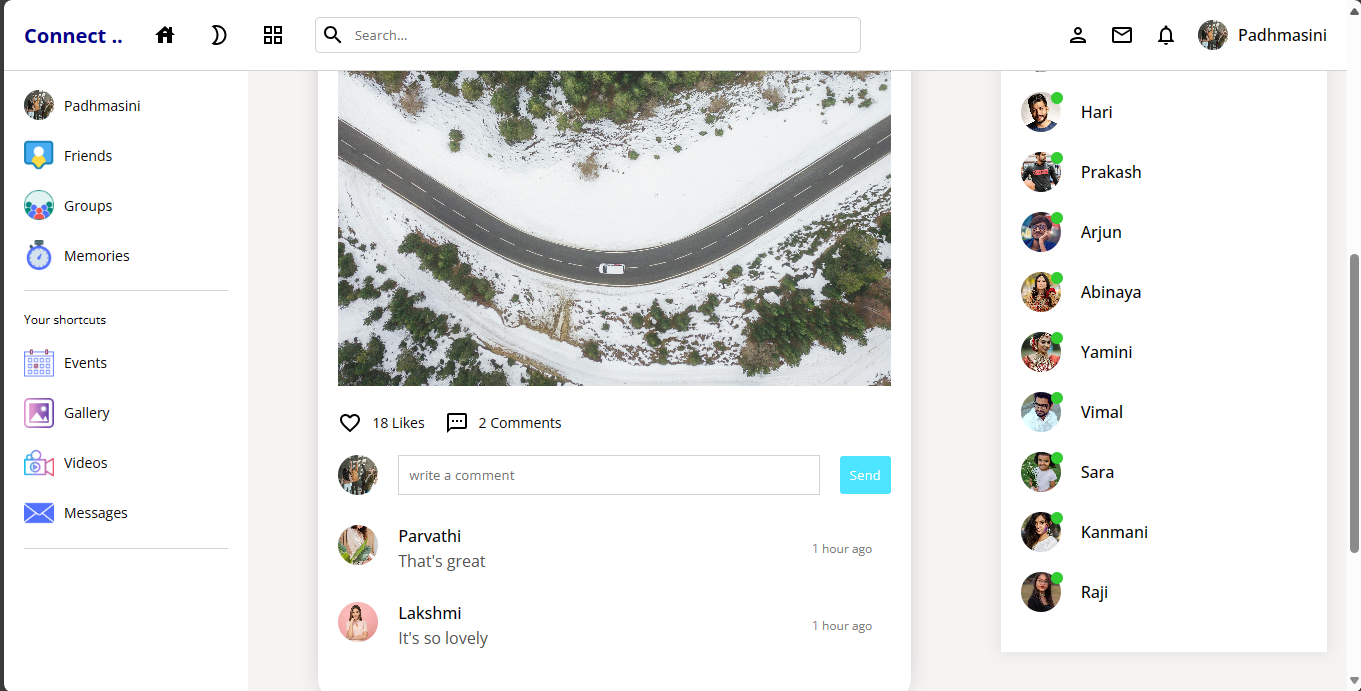 Connect ..
Search...
Padhmasini
Padhmasini
Friends
Groups
Memories
Your shortcuts
Events
Gallery
Videos
Messages
18 Likes
2 Comments
write a comment
Send
Parvathi
That's great
1 hour ago
Lakshmi
It's so lovely
1 hour ago
Hari
Prakash
Arjun
Abinaya
Yamini
Vimal
Sara
Kanmani
Raji